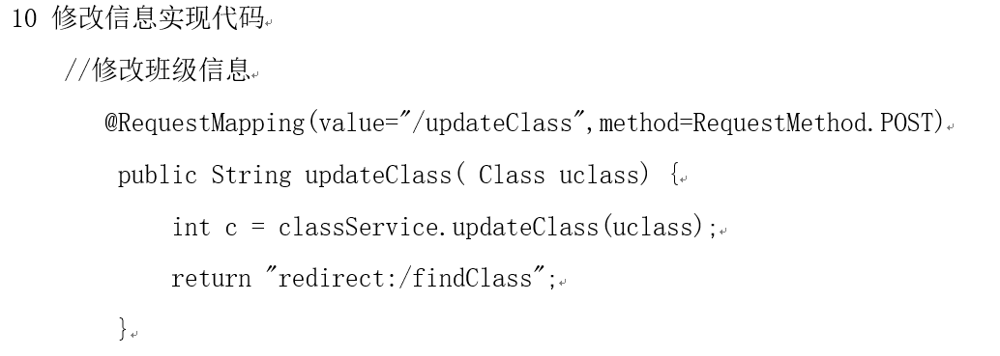 10 修改信息实现代码
//修改班级信息
@RequestMapping(value="/updateClass",method=RequestMethod.POST)
public String updateClass( Class uclass) {
int c = classService.updateClass(uclass);
return "redirect:/findClass";
}